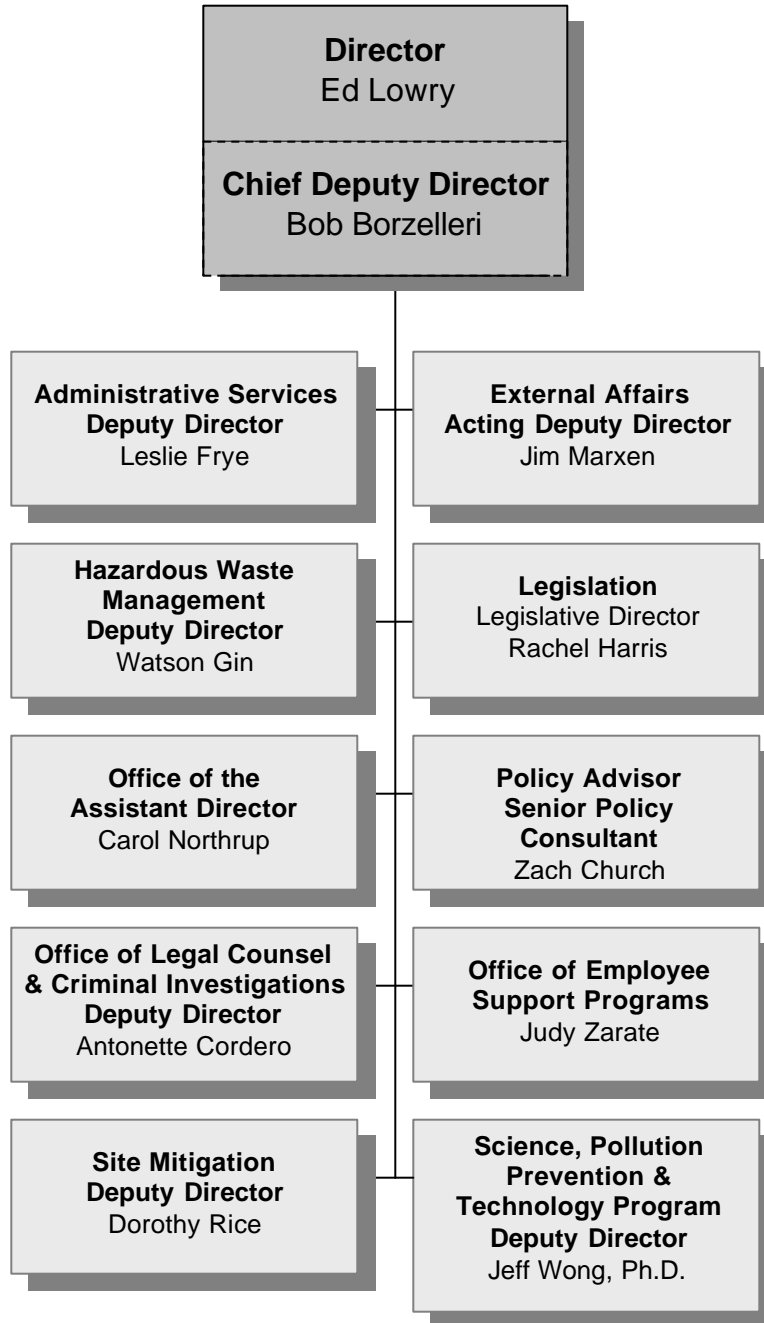 Director
Ed Lowry
Chief Deputy Director
Bob Borzelleri
Administrative Services
Deputy Director
Leslie Frye
External Affairs
Acting Deputy Director
Jim Marxen
Hazardous Waste
Management
Deputy Director
Watson Gin
Legislation
Legislative Director
Rachel Harris
Office of the
Assistant Director
Carol Northrup
Policy Advisor
Senior Policy
Consultant
Zach Church
Office of Legal Counsel
& Criminal Investigations
Deputy Director
Antonette Cordero
Office of Employee
Support Programs
Judy Zarate
Site Mitigation
Deputy Director
Dorothy Rice
Science, Pollution
Prevention &
Technology Program
Deputy Director
Jeff Wong, Ph.D.